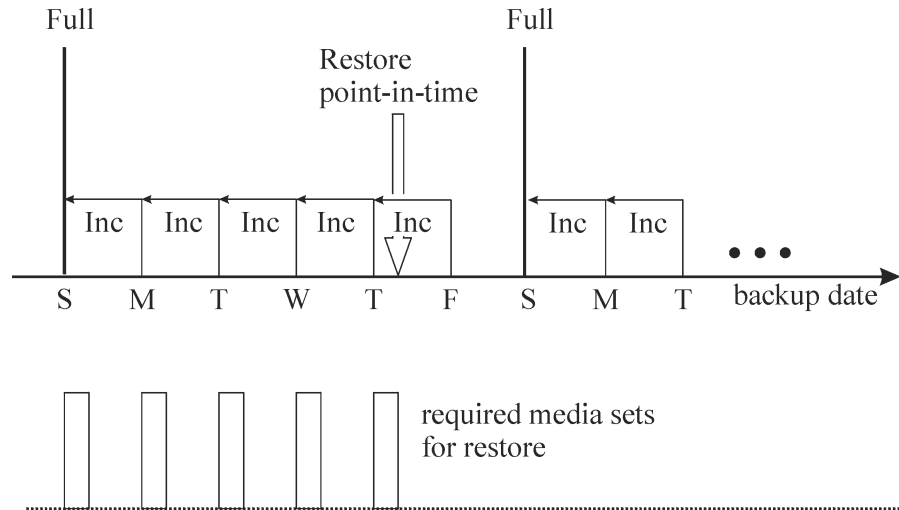 Full
Full
Restore
point-in-time
Inc
Inc
Inc
Inc
Inc
Inc
Inc
S
M
T
W
T
F
S
M
T
backup date
required media sets
for restore